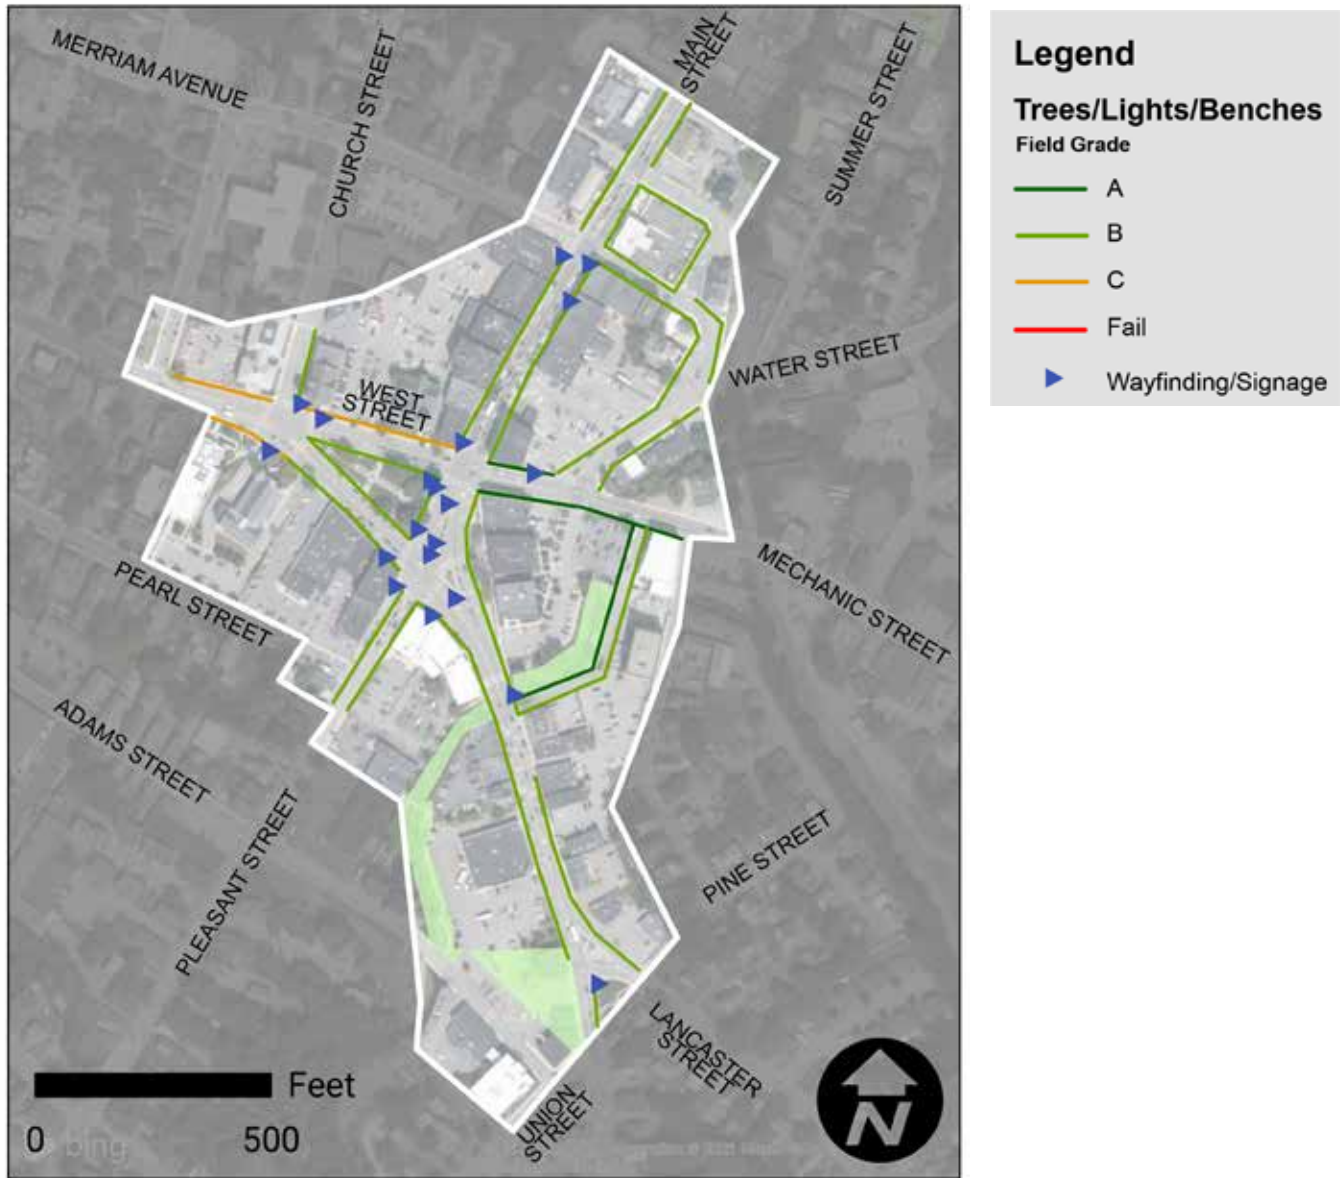 MERRIAM AVENUE
CHURCH STREET
MAIN
STREET
SUMMER STREET
WATER STREET
WEST
STREET
MECHANIC STREET
PEARL STREET
ADAMS STREET
PLEASANT STREET
PINE STREET
LANCASTER
STREET
UNION
STREET
Feet
0
500
bing
N
Legend
Trees/Lights/Benches
Field Grade
A
B
C
Fail
Wayfinding/Signage